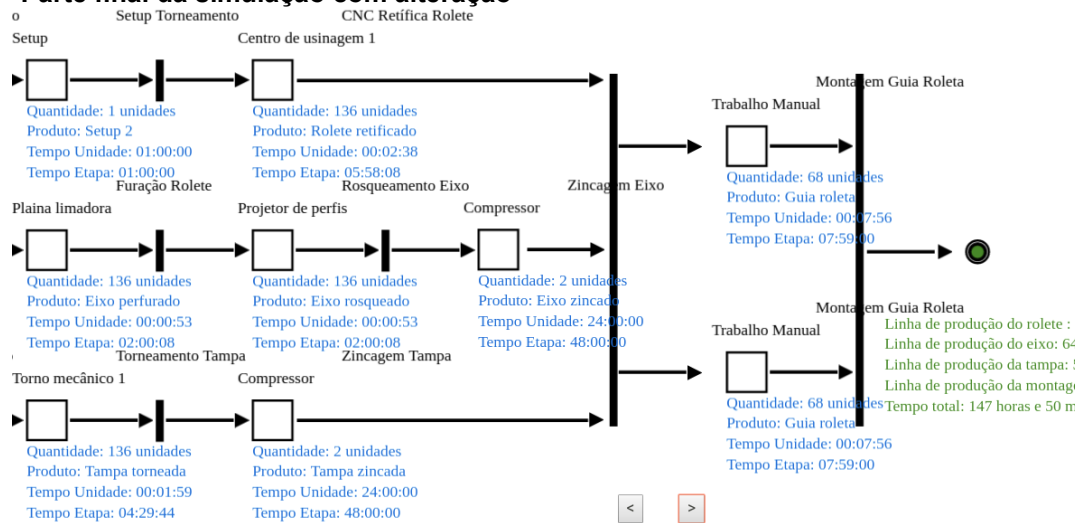 Parte final da simulação com alteração
o
Setup Torneamento
CNC Retífica Rolete
Setup
Centro de usinagem 1
Montagem Guia Roleta
Trabalho Manual
Quantidade: 1 unidades
Produto: Setup 2
Tempo Unidade: 01:00:00
Tempo Etapa: 01:00:00
Quantidade: 136 unidades
Produto: Rolete retificado
Tempo Unidade: 00:02:38
Tempo Etapa: 05:58:08
Quantidade: 68 unidades
Produto: Guia roleta
Tempo Unidade: 00:07:56
Tempo Etapa: 07:59:00
Furação Rolete
Rosqueamento Eixo
Zincagem Eixo
Plaina limadora
Projetor de perfis
Compressor
Quantidade: 136 unidades
Produto: Eixo perfurado
Tempo Unidade: 00:00:53
Tempo Etapa: 02:00:08
Quantidade: 136 unidades
Produto: Eixo rosqueado
Tempo Unidade: 00:00:53
Tempo Etapa: 02:00:08
Quantidade: 2 unidades
Produto: Eixo zincado
Tempo Unidade: 24:00:00
Tempo Etapa: 48:00:00
Montagem Guia Roleta
Trabalho Manual
Linha de produção do rolete :
Linha de produção do eixo: 64
Linha de produção da tampa:
Linha de produção da montag
Tempo total: 147 horas e 50 m
Quantidade: 68 unidades
Produto: Guia roleta
Tempo Unidade: 00:07:56
Tempo Etapa: 07:59:00
Torneamento Tampa
Zincagem Tampa
Torno mecânico 1
Compressor
Quantidade: 136 unidades
Produto: Tampa torneada
Tempo Unidade: 00:01:59
Tempo Etapa: 04:29:44
Quantidade: 2 unidades
Produto: Tampa zincada
Tempo Unidade: 24:00:00
Tempo Etapa: 48:00:00
<
>